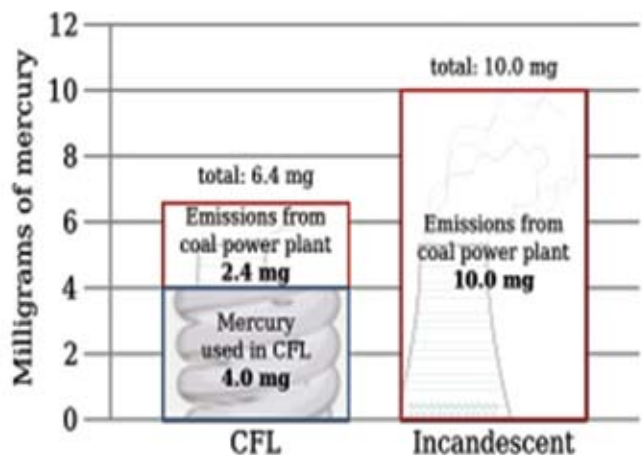 Milligrams of mercury
12
10
8
6
4
2
0
total: 6.4 mg
Emissions from
coal power plant
2.4 mg
Mercury
used in CFL
4.0 mg
CFL
total: 10.0 mg
Emissions from
coal power plant
10.0 mg
Incandescent